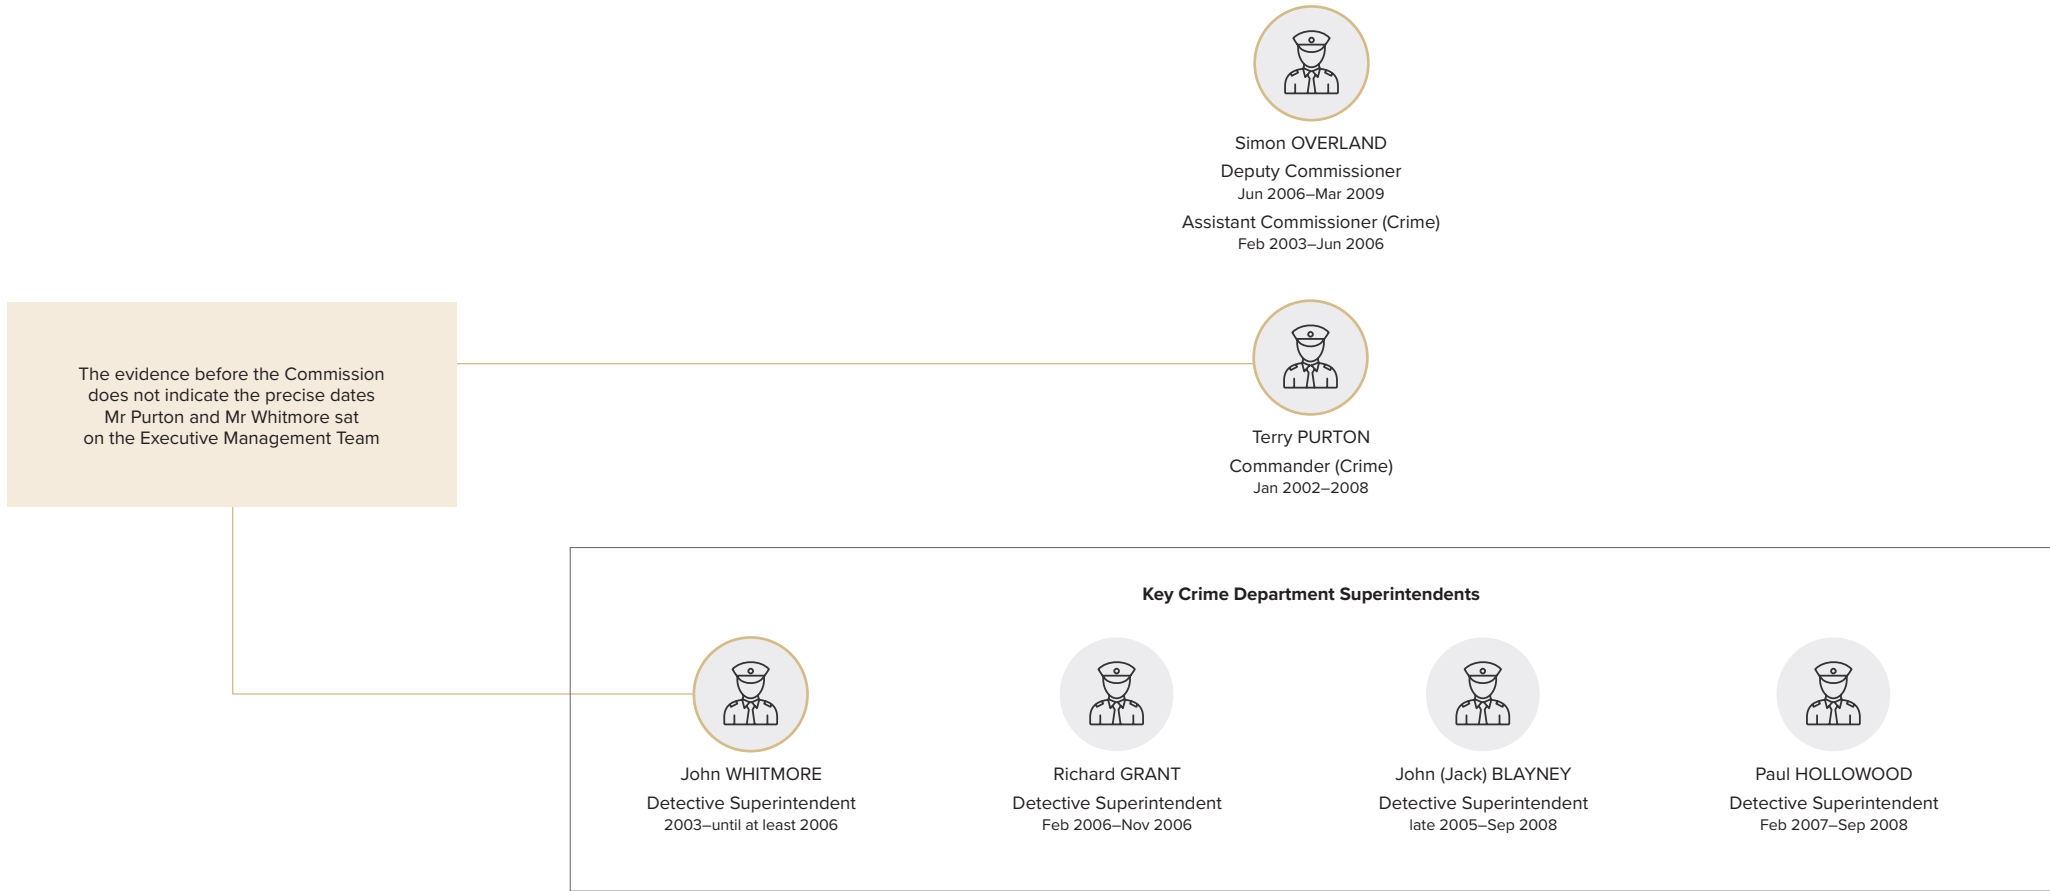 Simon OVERLAND
Deputy Commissioner
Jun 2006–Mar 2009
Assistant Commissioner (Crime)
Feb 2003–Jun 2006
The evidence before the Commission
does not indicate the precise dates
Mr Purton and Mr Whitmore sat
on the Executive Management Team
Terry PURTON
Commander (Crime)
Jan 2002–2008
Key Crime Department Superintendents
John WHITMORE
Detective Superintendent
2003–until at least 2006
Richard GRANT
Detective Superintendent
Feb 2006–Nov 2006
John (Jack) BLAYNEY
Detective Superintendent
late 2005–Sep 2008
Paul HOLLOWOOD
Detective Superintendent
Feb 2007–Sep 2008